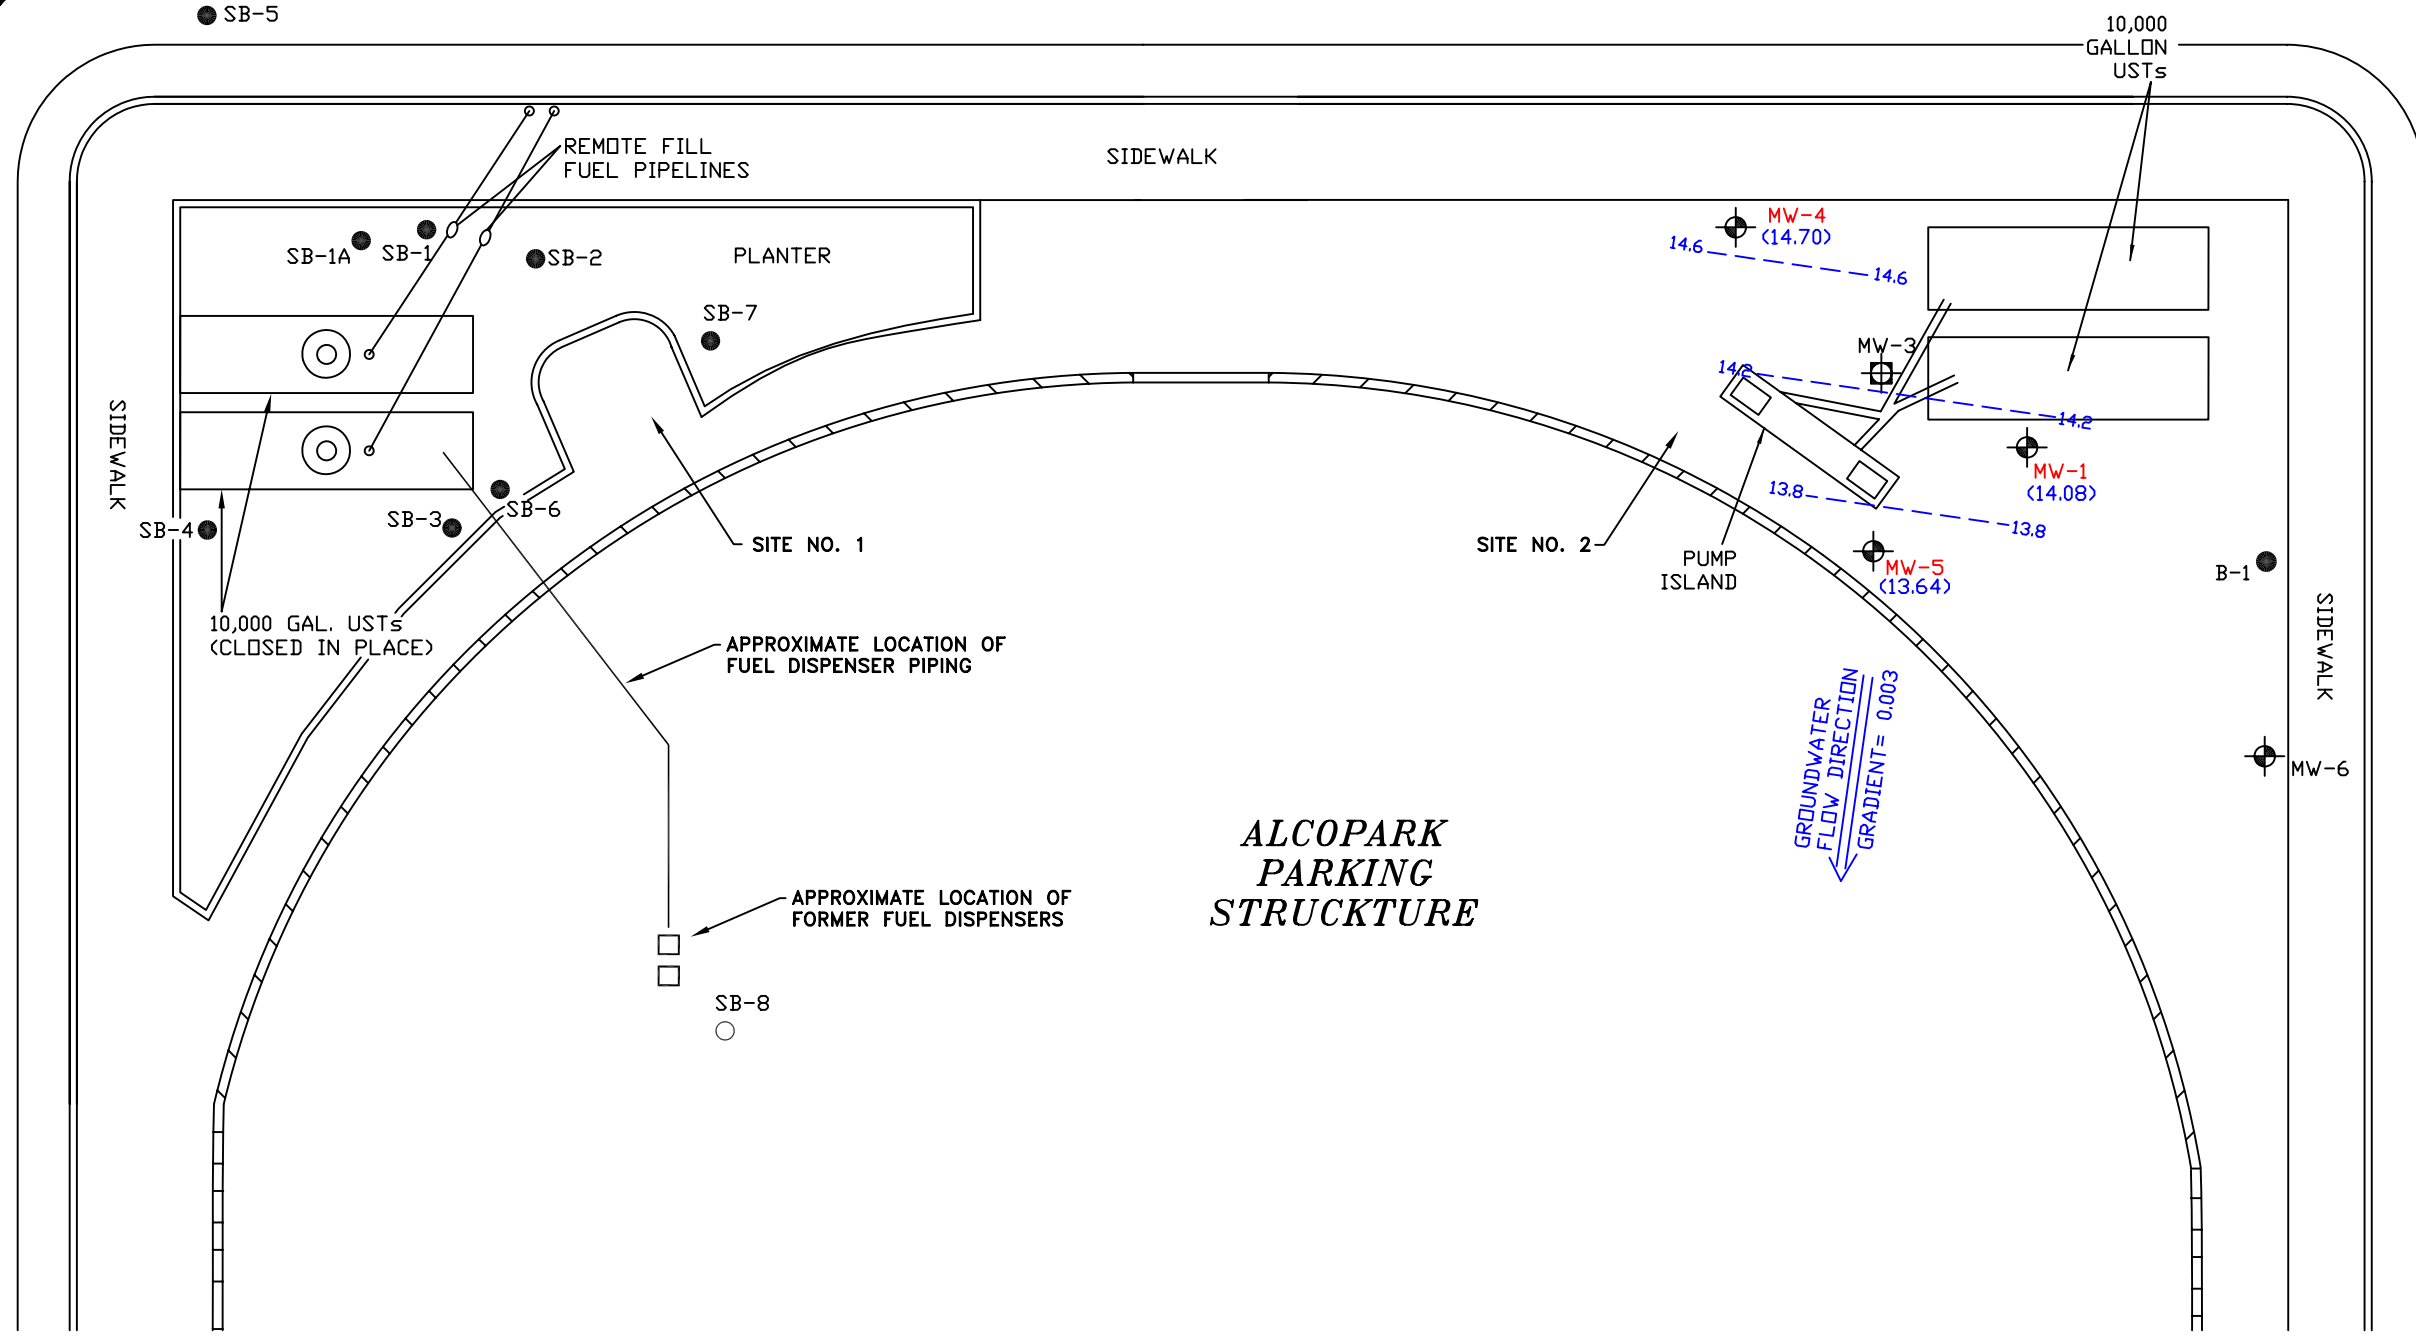 SB-5
10,000
GALLON
USTs
REMOTE FILL
FUEL PIPELINES
SIDEWALK
MW-4
(14.70)
14.6
14.6
SB-1A
SB-1
SB-2
PLANTER
SB-7
MW-3
14.2
14.2
SIDEWALK
MW-1
(14.08)
13.8
13.8
SB-4
SB-3
SB-6
SITE NO. 1
SITE NO. 2
PUMP
ISLAND
MW-5
(13.64)
B-1
SIDEWALK
10,000 GAL. USTs
(CLOSED IN PLACE)
APPROXIMATE LOCATION OF
FUEL DISPENSER PIPING
GROUNDWATER
FLOW DIRECTION
GRADIENT= 0.003
MW-6
ALCOPARK
PARKING
STRUCKTURE
APPROXIMATE LOCATION OF
FORMER FUEL DISPENSERS
SB-8